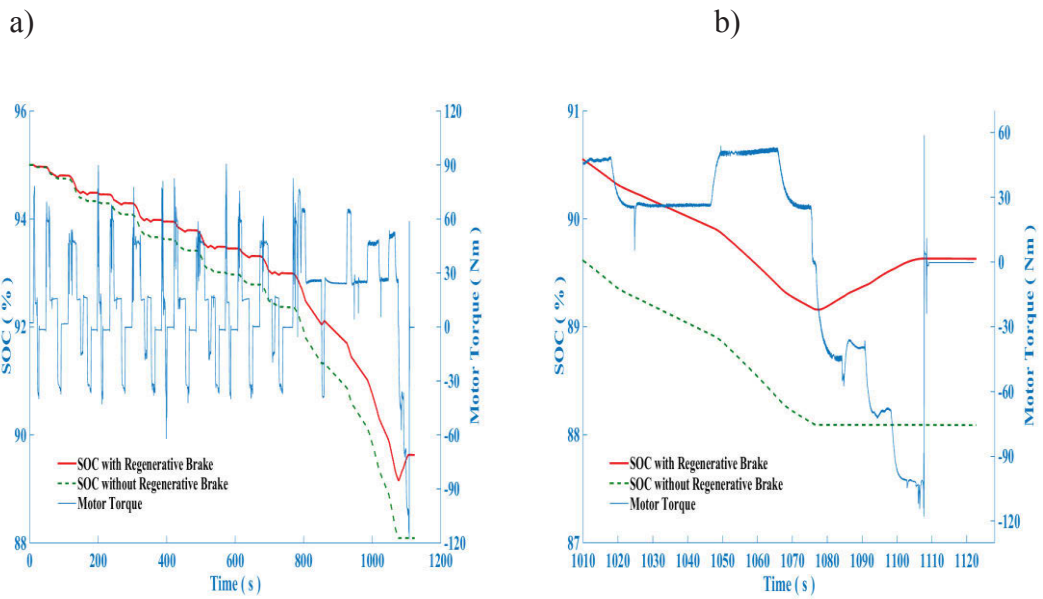 a)
b)
96
94
92
90
88
SOC ( % )
120
90
60
30
0
-30
-60
-90
-120
Motor Torque ( Nm )
SOC with Regenerative Brake
SOC without Regenerative Brake
Motor Torque
0 200 400 600 800 1000 1200
Time ( s )
91
90
89
88
87
SOC ( % )
60
30
0
-30
-60
-90
-120
Motor Torque ( Nm )
SOC with Regenerative Brake
SOC without Regenerative Brake
Motor Torque
1010 1020 1030 1040 1050 1060 1070 1080 1090 1100 1110 1120
Time ( s )